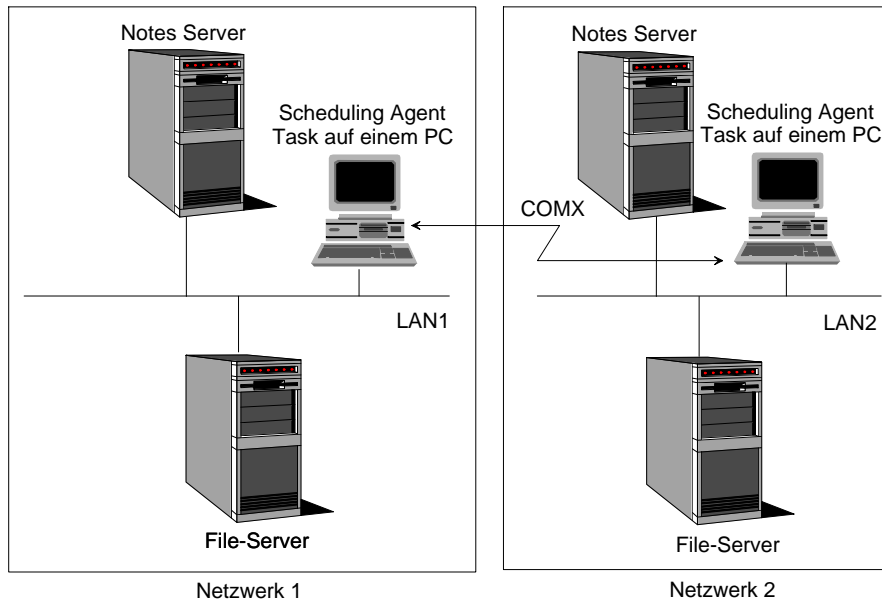 Notes Server
Scheduling Agent
Task auf einem PC
LAN1
File-Server
Netzwerk 1
COMX
Notes Server
Scheduling Agent
Task auf einem PC
LAN2
File-Server
Netzwerk 2